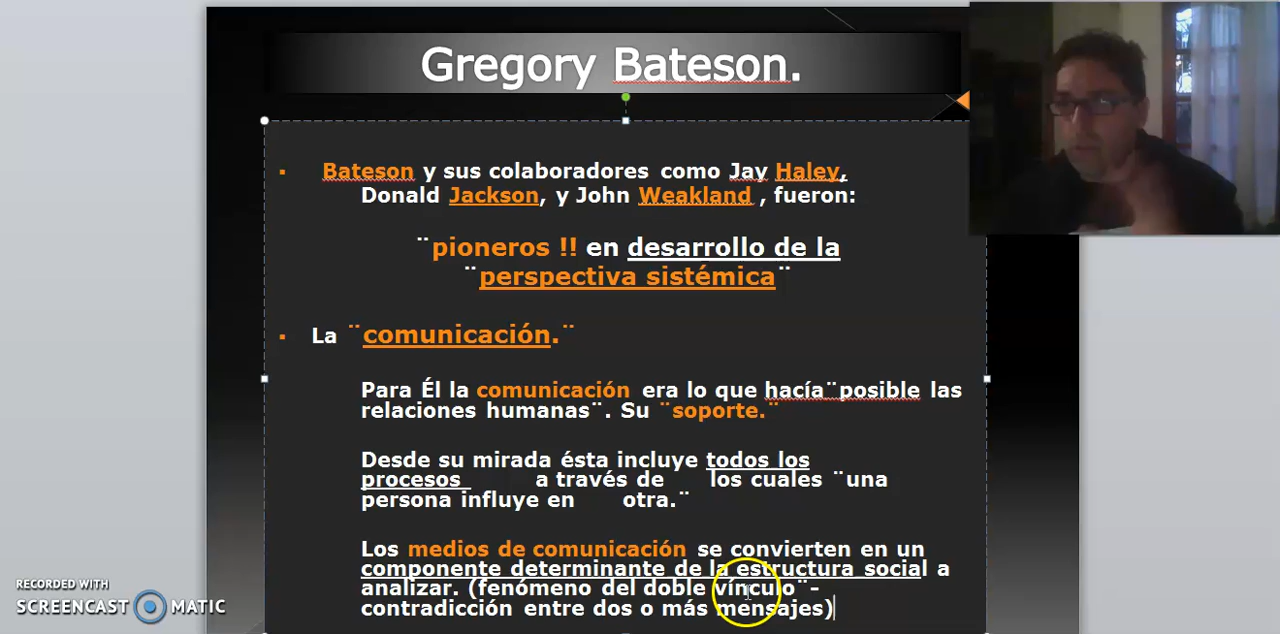 Gregory Bateson.
▪ Bateson y sus colaboradores como Jay Haley,
Donald Jackson, y John Weakland , fueron:
¨pioneros !! en desarrollo de la
¨perspectiva sistémica¨
▪ La ¨comunicación.¨
Para Él la comunicación era lo que hacía¨posible las
relaciones humanas¨. Su ¨soporte.¨
Desde su mirada ésta incluye todos los
procesos a través de los cuales ¨una
persona influye en otra.¨
Los medios de comunicación se convierten en un
componente determinante de la estructura social a
analizar. (fenómeno del doble vínculo¨-
contradicción entre dos o más mensajes)
RECORDED WITH
SCREENCAST MATIC